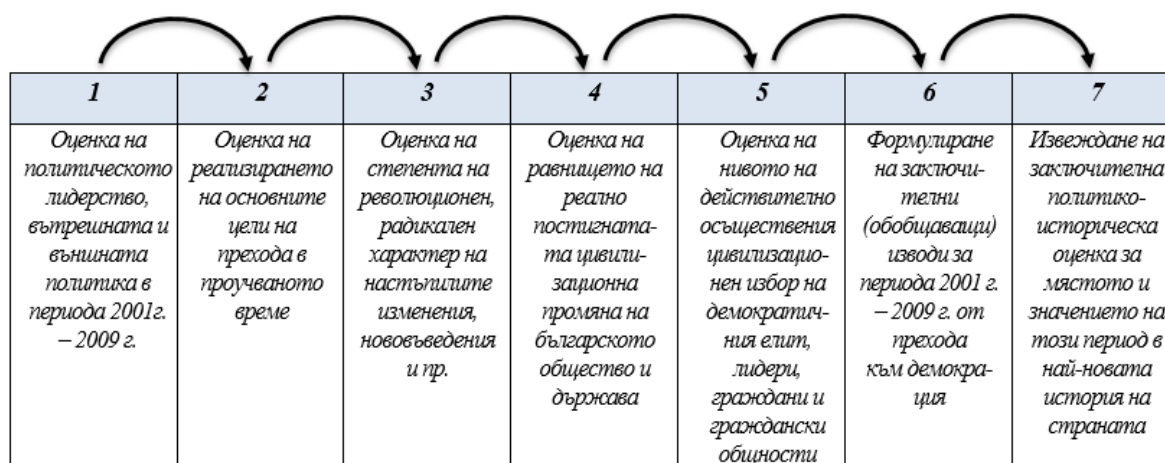 1
2
3
4
5
6
7
Оценка на
политическото
лидерство,
вътрешната и
външната
политика в
периода 2001г.
– 2009 г.
Оценка на
реализирането
на основните
цели на
прехода в
проучваното
време
Оценка на
степента на
революционен,
радикален
характер на
настъпилите
изменения,
нововъведения
и пр.
Оценка на
равнището на
реално
постигната-
та цивили-
зационна
промяна на
българското
общество и
държава
Оценка на
нивото на
действително
осъществения
цивилизацио-
нен избор на
демократич-
ния елит,
лидери,
граждани и
граждански
общности
Формулиране
на заключи-
телни
(обобщаващи)
изводи за
периода 2001 г.
– 2009 г. от
прехода
към демокра-
ция
Извеждане на
заключителна
политико-
историческа
оценка за
мястото и
значението на
този период в
най-новата
история на
страната